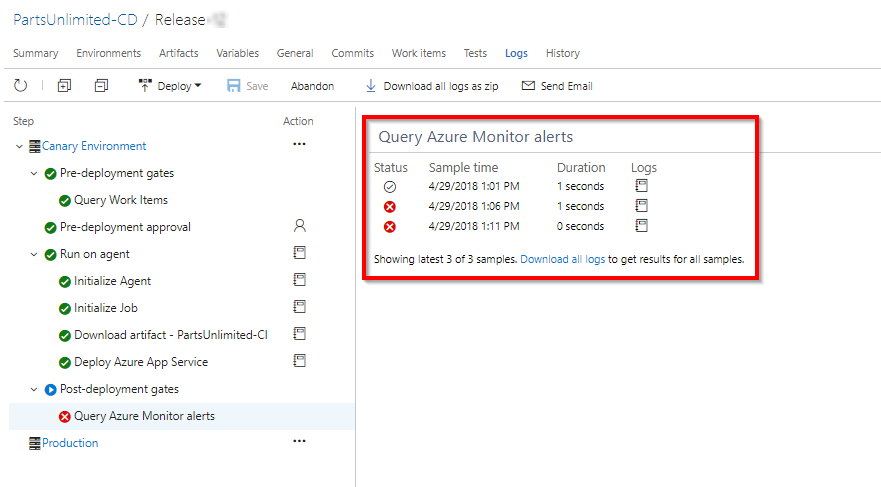 PartsUnlimited-CD / Release
Summary Environments Artifacts Variables General Commits Work items Tests Logs History
Deploy Save Abandon Download all logs as zip Send Email
Step Action
Canary Environment ...
Pre-deployment gates
Query Work Items
Pre-deployment approval
Run on agent
Initialize Agent
Initialize Job
Download artifact - PartsUnlimited-CI
Deploy Azure App Service
Post-deployment gates
Query Azure Monitor alerts
Production ...
Query Azure Monitor alerts
Status Sample time Duration Logs
4/29/2018 1:01 PM 1 seconds
4/29/2018 1:06 PM 1 seconds
4/29/2018 1:11 PM 0 seconds
Showing latest 3 of 3 samples. Download all logs to get results for all samples.